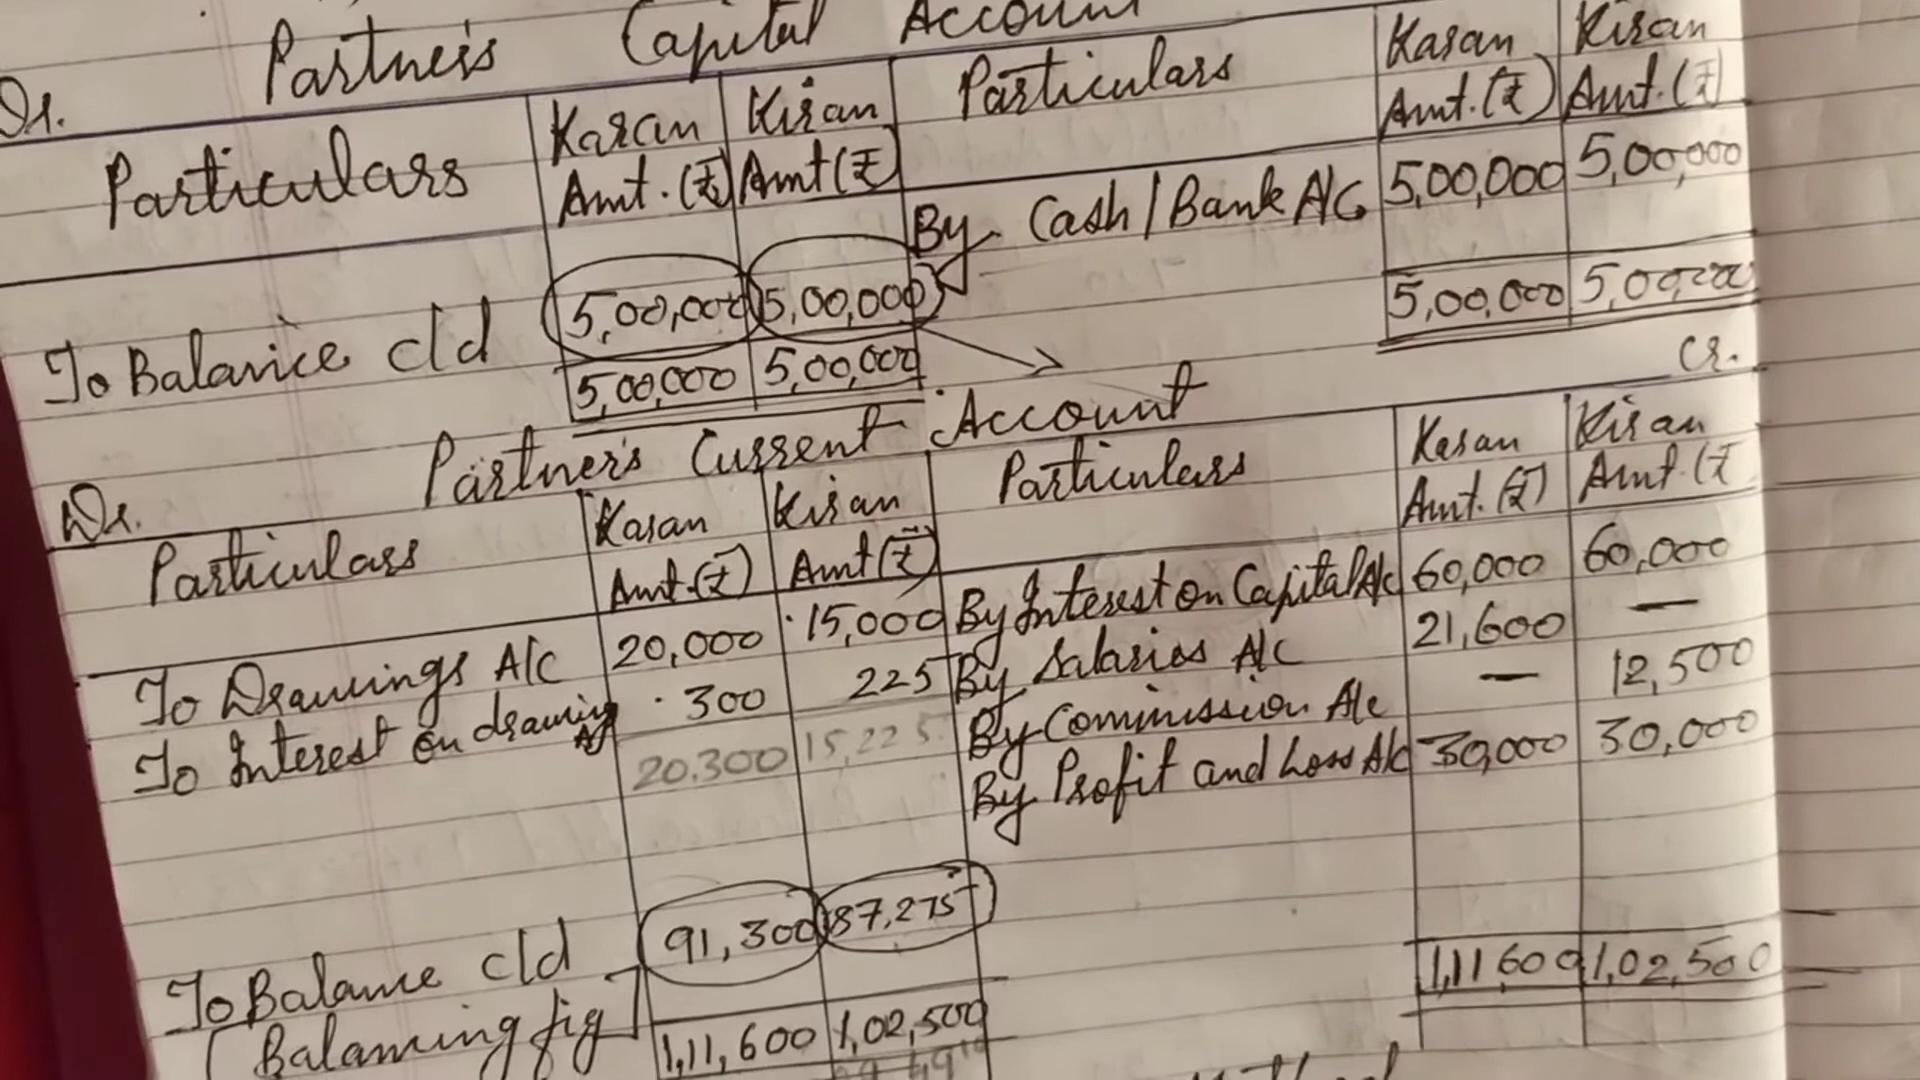 Partner's Capital Account
Dr.
Particulars Karan Amt.(₹) Kiran Amt(₹) Particulars Karan Amt.(₹) Kiran Amt.(₹)
By Cash/Bank A/C 5,00,000 5,00,000
To Balance c/d 5,00,000 5,00,000
5,00,000 5,00,000 5,00,000 5,00,000
Partner's Current Account
Dr. Cr.
Particulars Karan Amt.(₹) Kiran Amt(₹) Particulars Karan Amt.(₹) Kiran Amt.(₹
To Drawings A/C 20,000 15,000 By Interest on Capital A/c 60,000 60,000
To Interest on drawing A/c 300 225 By Salaries A/C 21,600 —
20,300 15,225 By Commission A/c — 12,500
By Profit and Loss A/c 30,000 30,000
To Balance c/d 91,300 87,275
(Balancing fig) 1,11,600 1,02,500 1,11,600 1,02,500